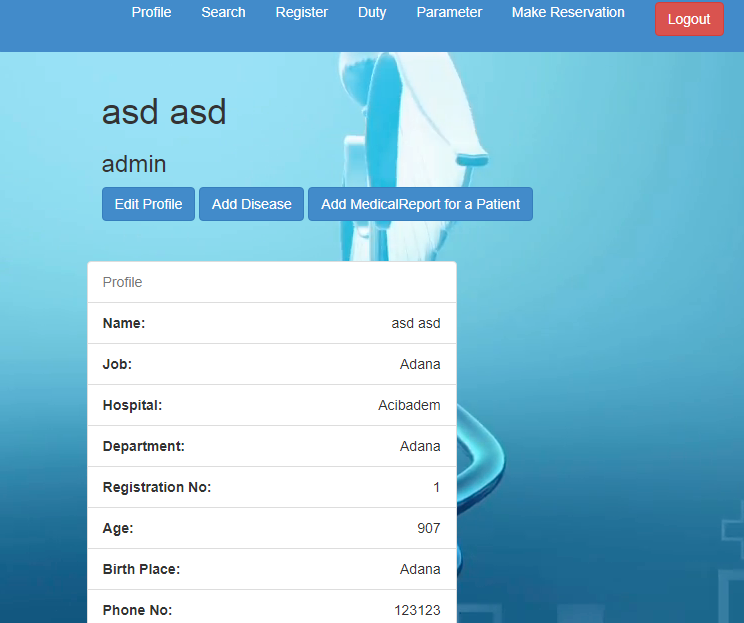 Profile Search Register Duty Parameter Make Reservation Logout
asd asd
admin
Edit Profile Add Disease Add MedicalReport for a Patient
Profile
Name: asd asd
Job: Adana
Hospital: Acibadem
Department: Adana
Registration No: 1
Age: 907
Birth Place: Adana
Phone No: 123123